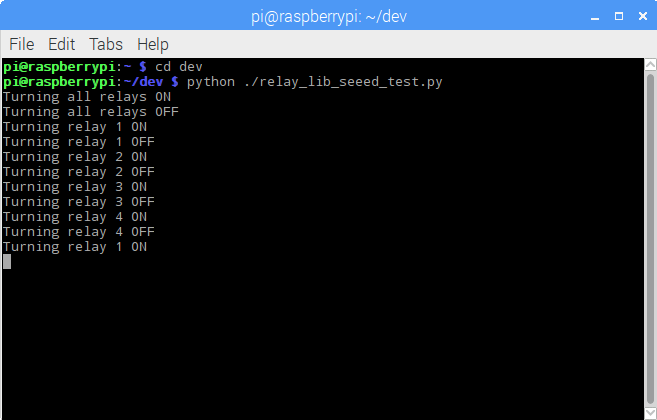 pi@raspberrypi: ~/dev
File Edit Tabs Help
pi@raspberrypi:~ $ cd dev
pi@raspberrypi:~/dev $ python ./relay_lib_seeed_test.py
Turning all relays ON
Turning all relays OFF
Turning relay 1 ON
Turning relay 1 OFF
Turning relay 2 ON
Turning relay 2 OFF
Turning relay 3 ON
Turning relay 3 OFF
Turning relay 4 ON
Turning relay 4 OFF
Turning relay 1 ON